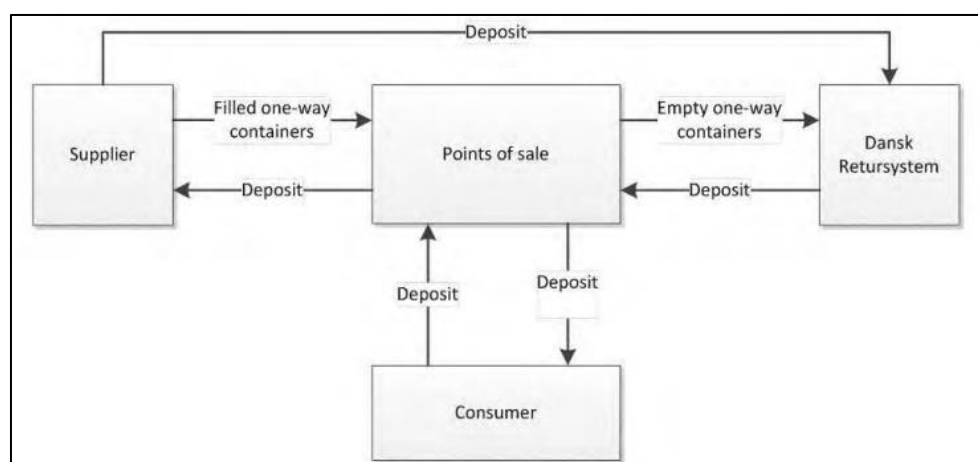 Deposit
Filled one-way
containers
Empty one-way
containers
Supplier
Points of sale
Dansk
Retursystem
Deposit
Deposit
Deposit
Deposit
Consumer